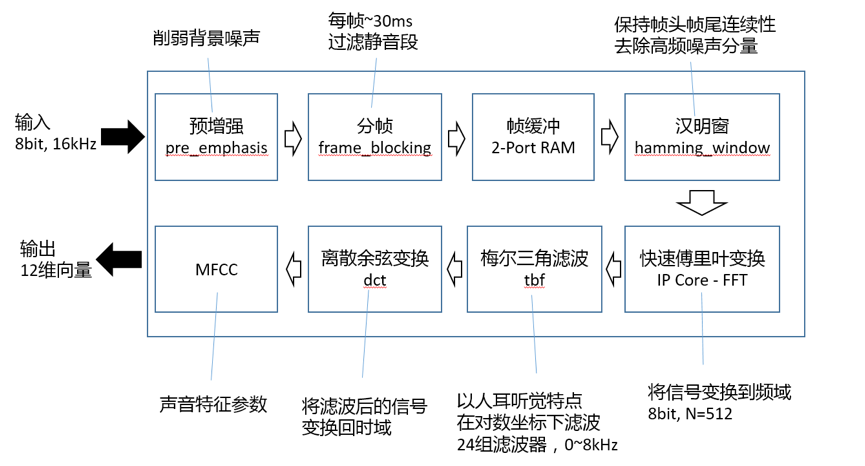 削弱背景噪声
每帧~30ms
过滤静音段
保持帧头帧尾连续性
去除高频噪声分量
输入
8bit, 16kHz
预增强
pre_emphasis
分帧
frame_blocking
帧缓冲
2-Port RAM
汉明窗
hamming_window
输出
12维向量
MFCC
离散余弦变换
dct
梅尔三角滤波
tbf
快速傅里叶变换
IP Core - FFT
声音特征参数
将滤波后的信号
变换回时域
以人耳听觉特点
在对数坐标下滤波
24组滤波器，0~8kHz
将信号变换到频域
8bit, N=512